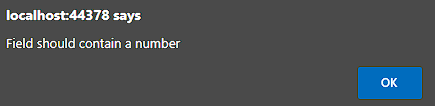 localhost:44378 says
Field should contain a number
OK